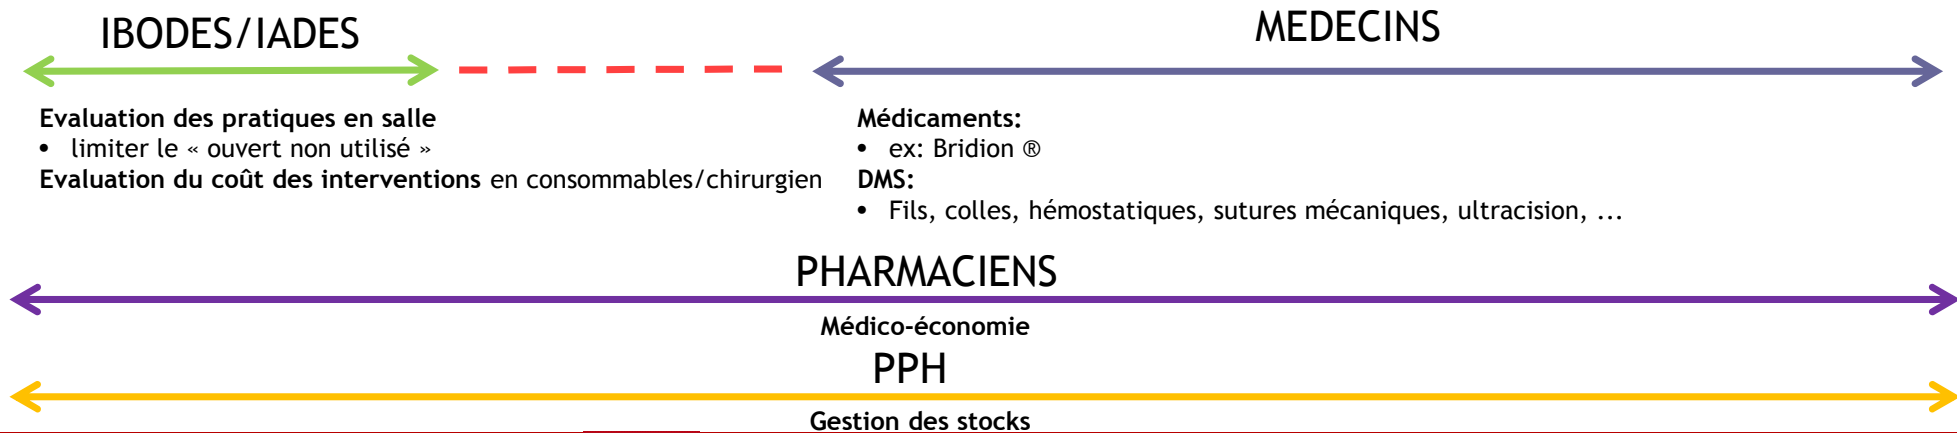 IBODES/IADES
MEDECINS
Evaluation des pratiques en salle
• limiter le « ouvert non utilisé »
Evaluation du coût des interventions en consommables/chirurgien
Médicaments:
• ex: Bridion ®
DMS:
• Fils, colles, hémostatiques, sutures mécaniques, ultracision, ...
PHARMACIENS
Médico-économie
PPH
Gestion des stocks